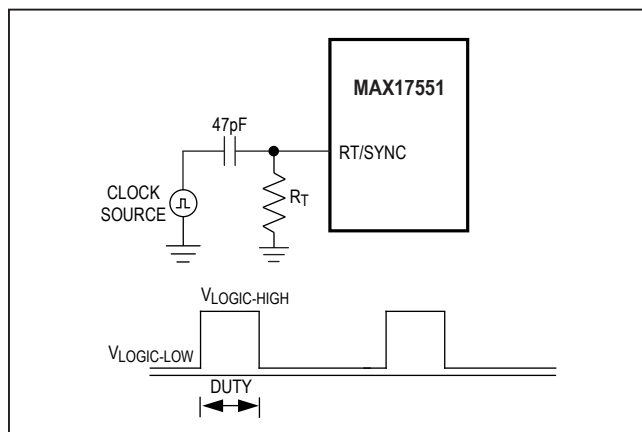 MAX17551
47pF
RT/SYNC
RT
CLOCK
SOURCE
VLOGIC-HIGH
VLOGIC-LOW
DUTY